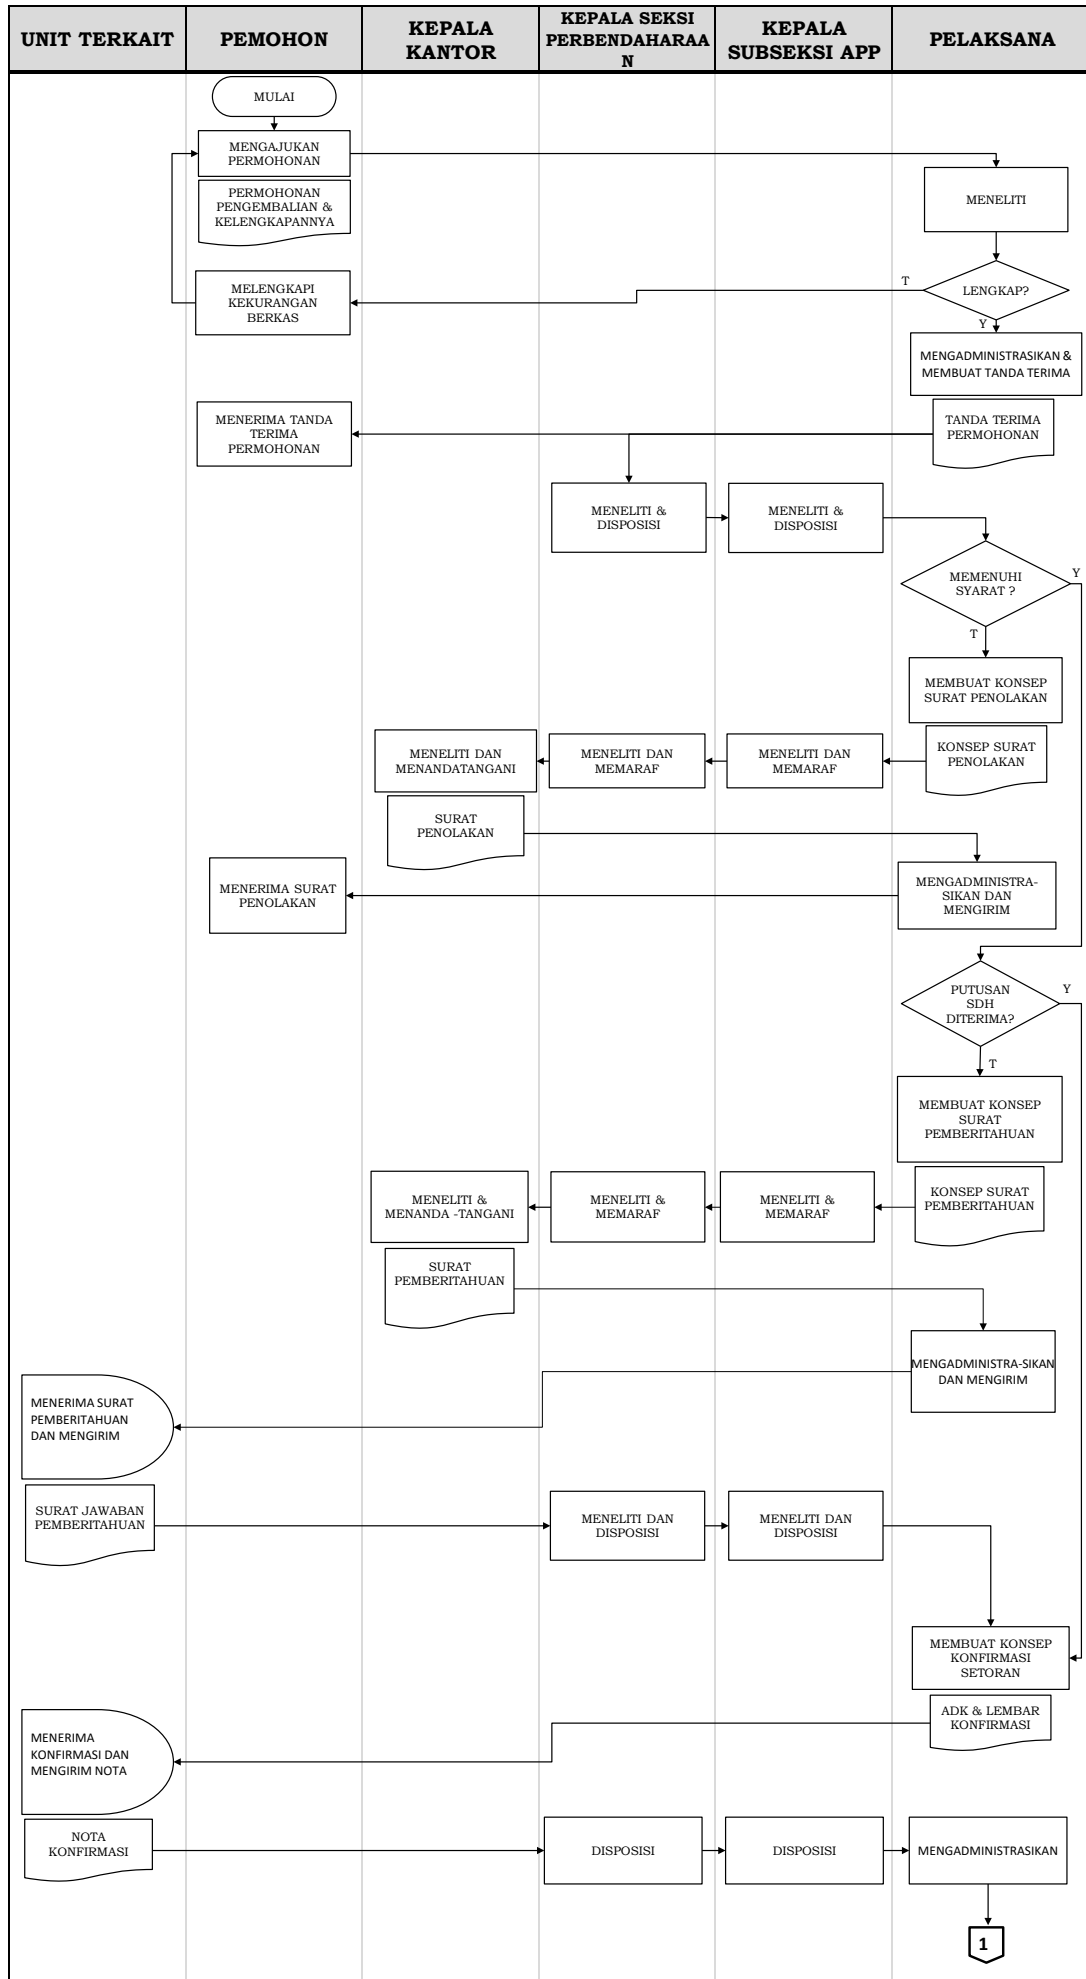 UNIT TERKAIT
PEMOHON
KEPALA
KANTOR
KEPALA SEKSI
PERBENDAHARAA
N
KEPALA
SUBSEKSI APP
PELAKSANA
MULAI
MENGAJUKAN
PERMOHONAN
PERMOHONAN
PENGEMBALIAN &
KELENGKAPANNYA
MENELITI
MELENGKAPI
KEKURANGAN
BERKAS
T
LENGKAP?
Y
MENGADMINISTRASIKAN &
MEMBUAT TANDA TERIMA
MENERIMA TANDA
TERIMA
PERMOHONAN
TANDA TERIMA
PERMOHONAN
MENELITI &
DISPOSISI
MENELITI &
DISPOSISI
MEMENUHI
SYARAT ?
Y
T
MEMBUAT KONSEP
SURAT PENOLAKAN
MENELITI DAN
MENANDATANGANI
MENELITI DAN
MEMARAF
MENELITI DAN
MEMARAF
KONSEP SURAT
PENOLAKAN
SURAT
PENOLAKAN
MENERIMA SURAT
PENOLAKAN
MENGADMINISTRA-
SIKAN DAN
MENGIRIM
PUTUSAN
SDH
DITERIMA?
Y
T
MEMBUAT KONSEP
SURAT
PEMBERITAHUAN
MENELITI &
MENANDA -TANGANI
MENELITI &
MEMARAF
MENELITI &
MEMARAF
KONSEP SURAT
PEMBERITAHUAN
SURAT
PEMBERITAHUAN
MENGADMINISTRA-SIKAN
DAN MENGIRIM
MENERIMA SURAT
PEMBERITAHUAN
DAN MENGIRIM
SURAT JAWABAN
PEMBERITAHUAN
MENELITI DAN
DISPOSISI
MENELITI DAN
DISPOSISI
MEMBUAT KONSEP
KONFIRMASI
SETORAN
ADK & LEMBAR
KONFIRMASI
MENERIMA
KONFIRMASI DAN
MENGIRIM NOTA
NOTA
KONFIRMASI
DISPOSISI
DISPOSISI
MENGADMINISTRASIKAN
1